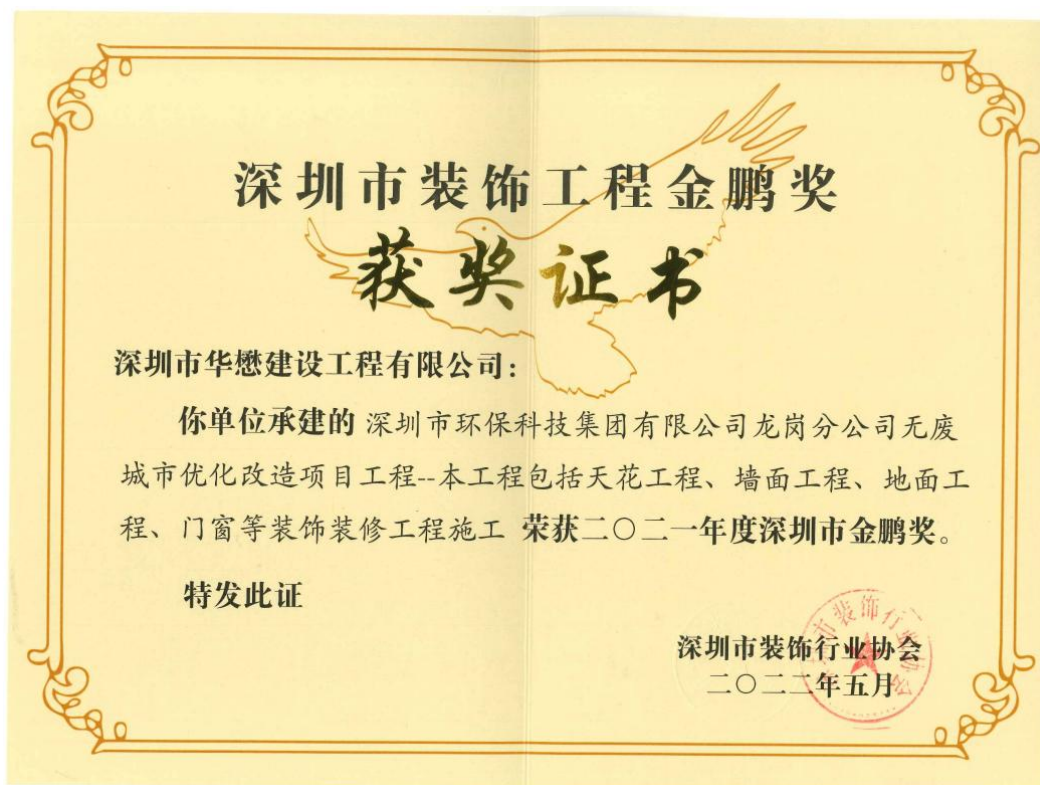 深圳市装饰工程金鹏奖
获奖证书
深圳市华懋建设工程有限公司：
你单位承建的 深圳市环保科技集团有限公司龙岗分公司无废
城市优化改造项目工程--本工程包括天花工程、墙面工程、地面工
程、门窗等装饰装修工程施工 荣获二〇二一年度深圳市金鹏奖。
特发此证
深圳市装饰行业协会
二〇二二年五月